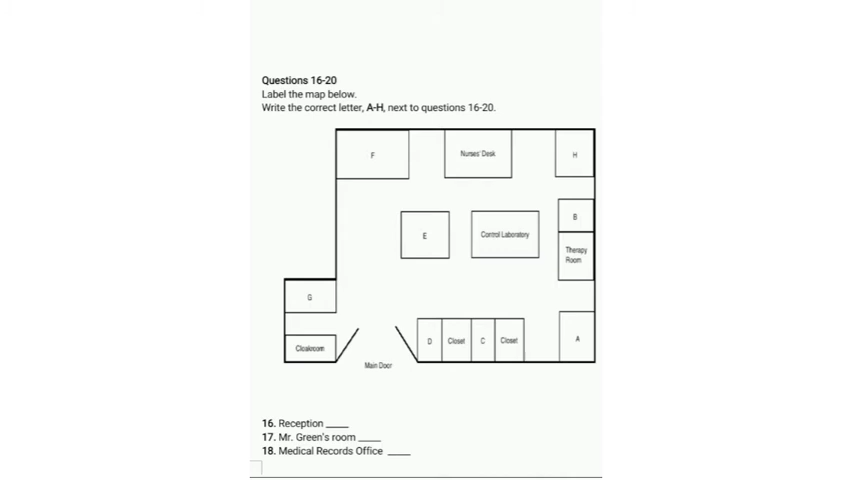 Questions 16-20
Label the map below.
Write the correct letter, A-H, next to questions 16-20.
F
Nurses' Desk
H
B
E
Control Laboratory
Therapy
Room
G
D
Closet
C
Closet
A
Cloakroom
Main Door
16. Reception ____
17. Mr. Green's room ____
18. Medical Records Office ____